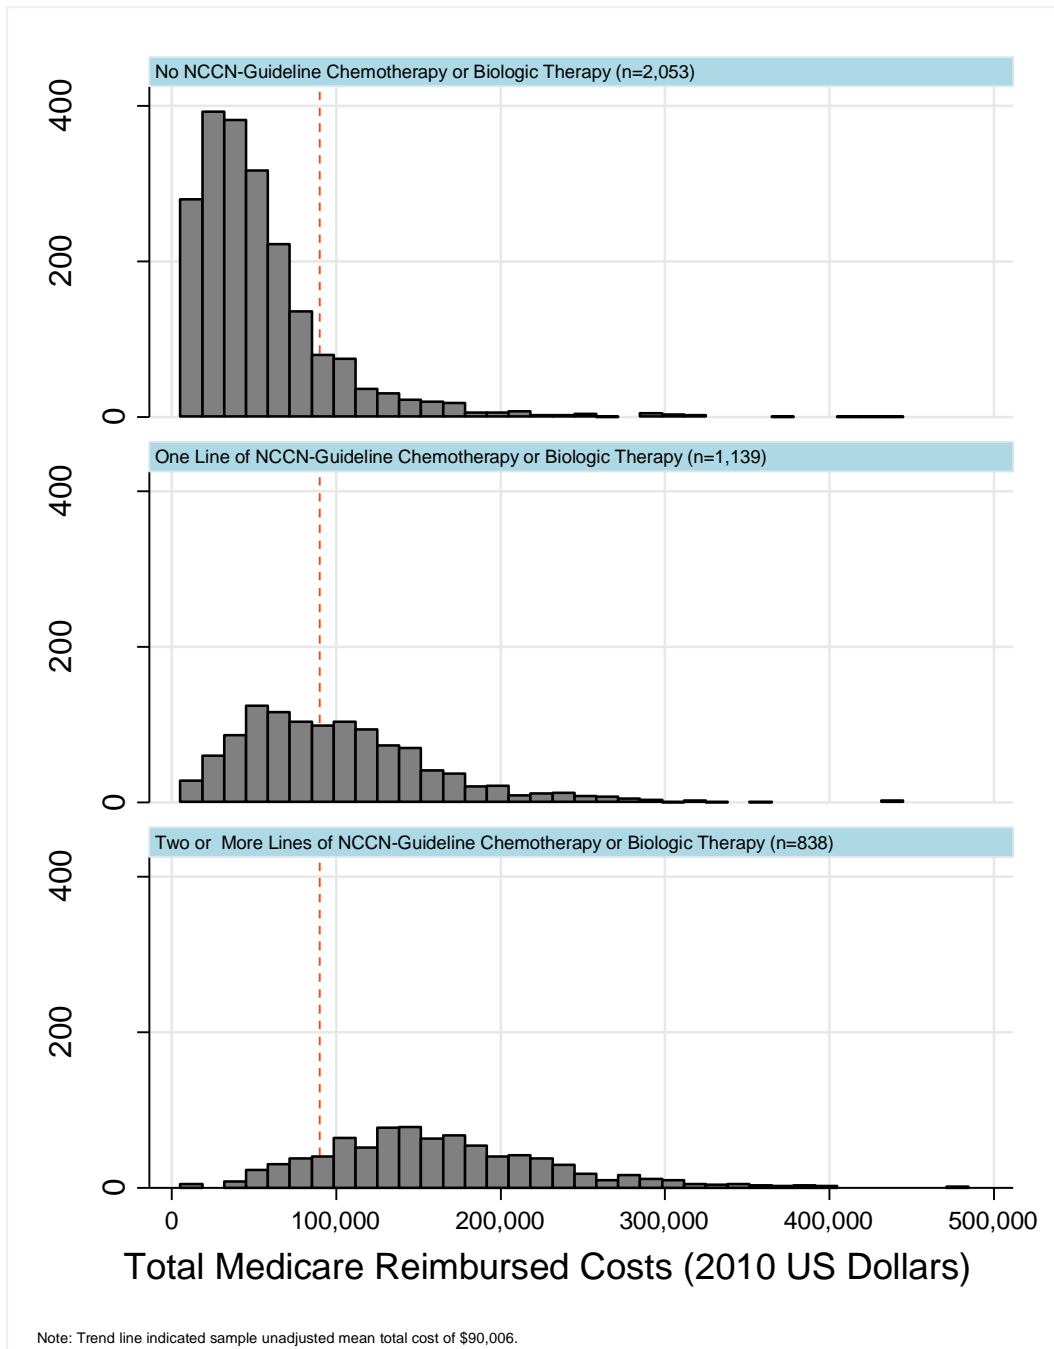 No NCCN-Guideline Chemotherapy or Biologic Therapy (n=2,053)
400
200
0
One Line of NCCN-Guideline Chemotherapy or Biologic Therapy (n=1,139)
400
200
0
Two or  More Lines of NCCN-Guideline Chemotherapy or Biologic Therapy (n=838)
400
200
0
0 100,000 200,000 300,000 400,000 500,000
Total Medicare Reimbursed Costs (2010 US Dollars)
Note: Trend line indicated sample unadjusted mean total cost of $90,006.